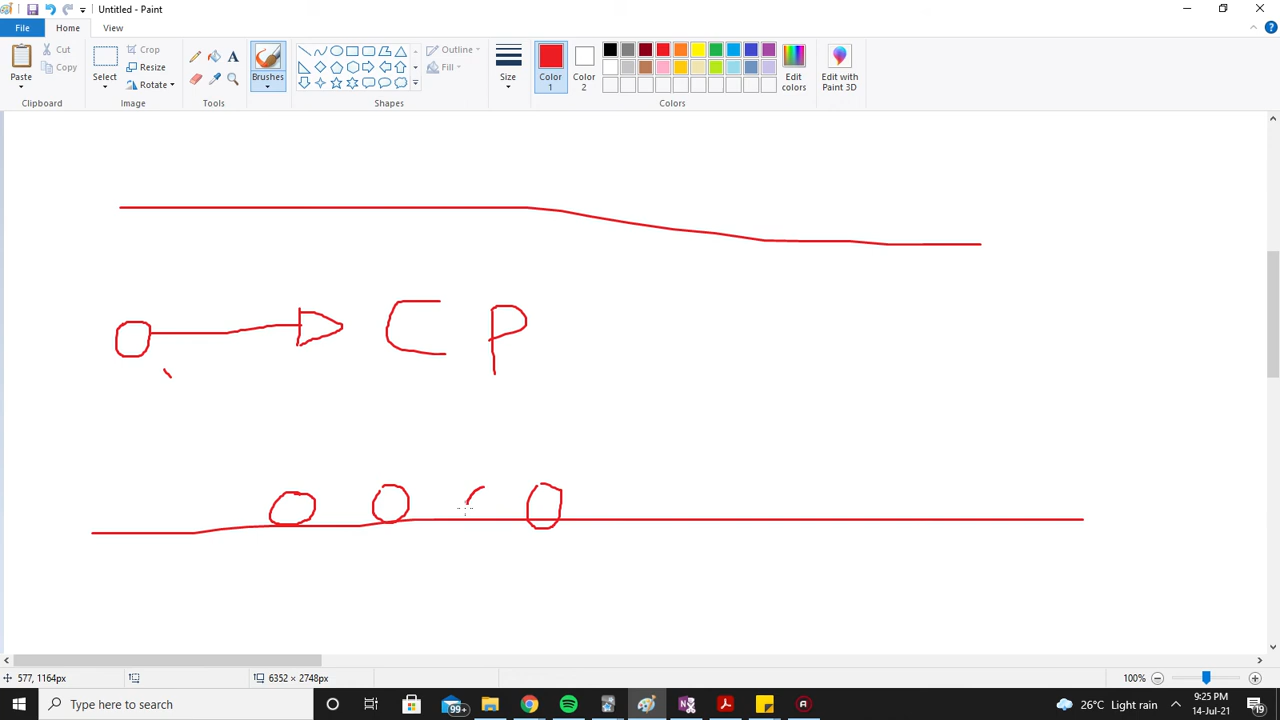 Untitled - Paint
File
Home
View
Paste
Cut
Copy
Clipboard
Select
Crop
Resize
Rotate
Image
A
Tools
Brushes
Outline
Fill
Shapes
Size
Color 1
Color 2
Edit colors
Edit with Paint 3D
Colors
C P
577, 1164px
6352 × 2748px
100%
Type here to search
99+
26°C Light rain
9:25 PM
14-Jul-21
19